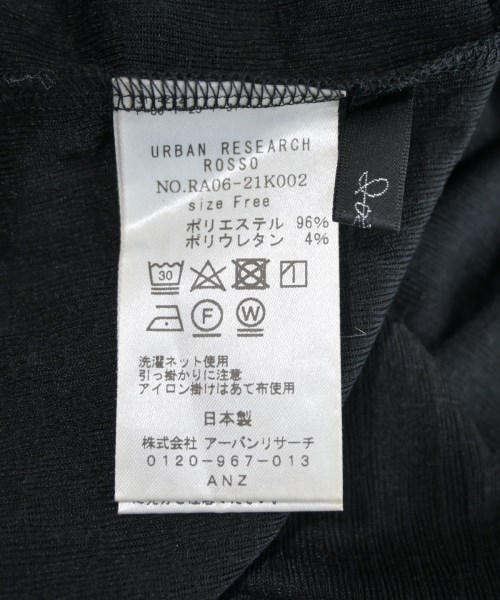 URBAN RESEARCH
ROSSO
NO.RA06-21K002
size Free
ポリエステル 96%
ポリウレタン 4%
30
F W
洗濯ネット使用
引っ掛かりに注意
アイロン掛けはあて布使用
日本製
株式会社 アーバンリサーチ
0120-967-013
ANZ